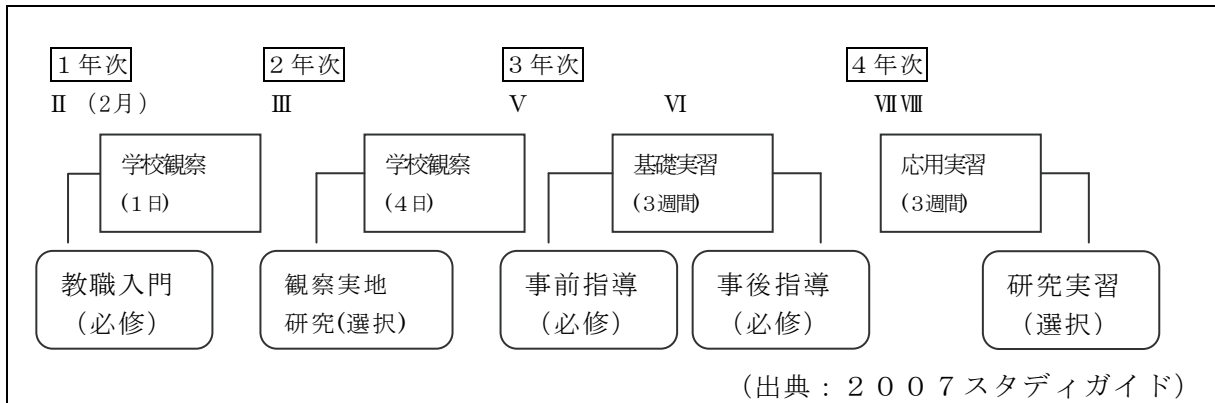 １年次 ２年次 ３年次 ４年次
Ⅱ （2月） Ⅲ Ⅴ Ⅵ ⅦⅧ
学校観察 学校観察 基礎実習 応用実習
(１日) (４日) (３週間) (３週間)
教職入門 観察実地 事前指導 事後指導 研究実習
（必修） 研究(選択) （必修） （必修） （選択）
（出典：２００７スタディガイド）